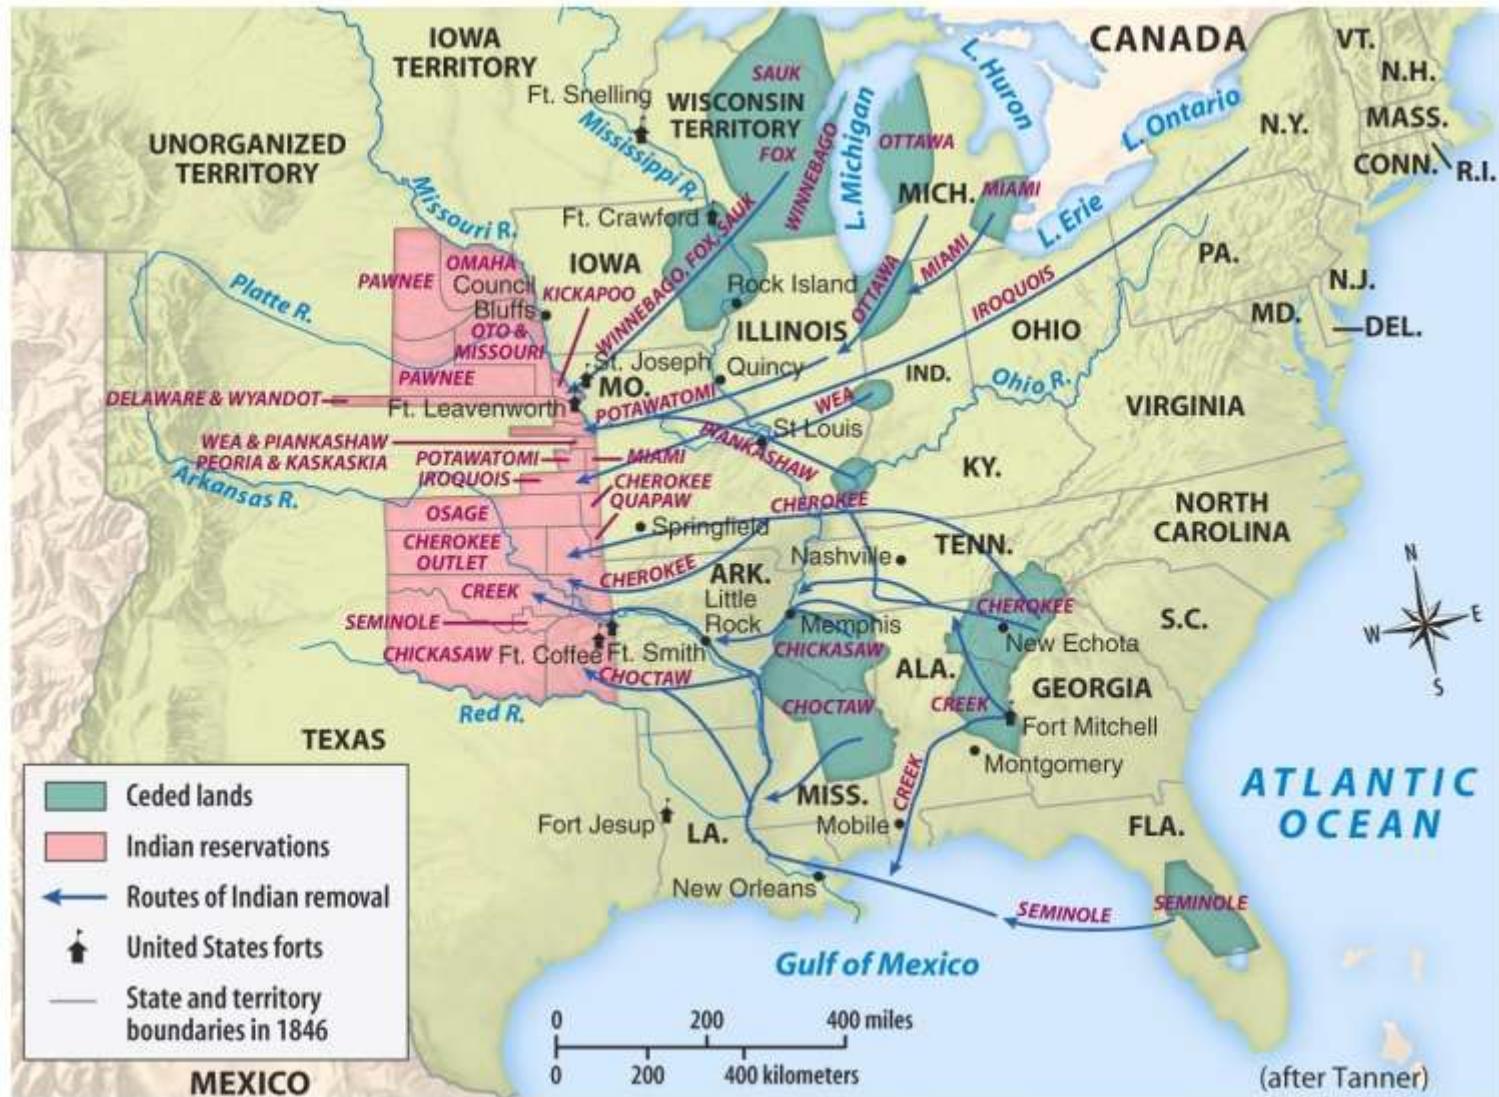 IOWA
TERRITORY
Ft. Snelling
SAUK
WISCONSIN
TERRITORY
FOX
WINNEBAGO
L. Michigan
OTTAWA
L. Huron
CANADA
VT.
N.H.
MASS.
CONN.
R.I.
L. Ontario
N.Y.
UNORGANIZED
TERRITORY
Mississippi R.
Missouri R.
Ft. Crawford
MICH.
MIAMI
L. Erie
PA.
N.J.
MD.
DEL.
PAWNEE
OMAHA
Council
Bluffs
IOWA
KICKAPOO
WINNEBAGO, FOX, SAUK
Rock Island
OTTAWA
MIAMI
IROQUOIS
Platte R.
OTO &
MISSOURI
ILLINOIS
OHIO
PAWNEE
St. Joseph
Quincy
MO.
IND.
Ohio R.
DELAWARE & WYANDOT
Ft. Leavenworth
POTAWATOMI
WEA
VIRGINIA
WEA & PIANKASHAW
PEORIA & KASKASKIA
St Louis
PIANKASHAW
POTAWATOMI
MIAMI
KY.
Arkansas R.
IROQUOIS
CHEROKEE
QUAPAW
CHEROKEE
NORTH
CAROLINA
OSAGE
Springfield
CHEROKEE
OUTLET
Nashville
TENN.
CREEK
CHEROKEE
ARK.
Little
Rock
Memphis
CHEROKEE
S.C.
SEMINOLE
New Echota
CHICKASAW
Ft. Coffee
Ft. Smith
CHICKASAW
ALA.
CHOCTAW
GEORGIA
Red R.
CHOCTAW
CREEK
Fort Mitchell
TEXAS
Montgomery
N
E
W
S
Ceded lands
Indian reservations
Routes of Indian removal
United States forts
State and territory
boundaries in 1846
MISS.
CREEK
ATLANTIC
OCEAN
Fort Jesup
LA.
Mobile
FLA.
New Orleans
SEMINOLE
SEMINOLE
Gulf of Mexico
0 200 400 miles
0 200 400 kilometers
MEXICO
(after Tanner)